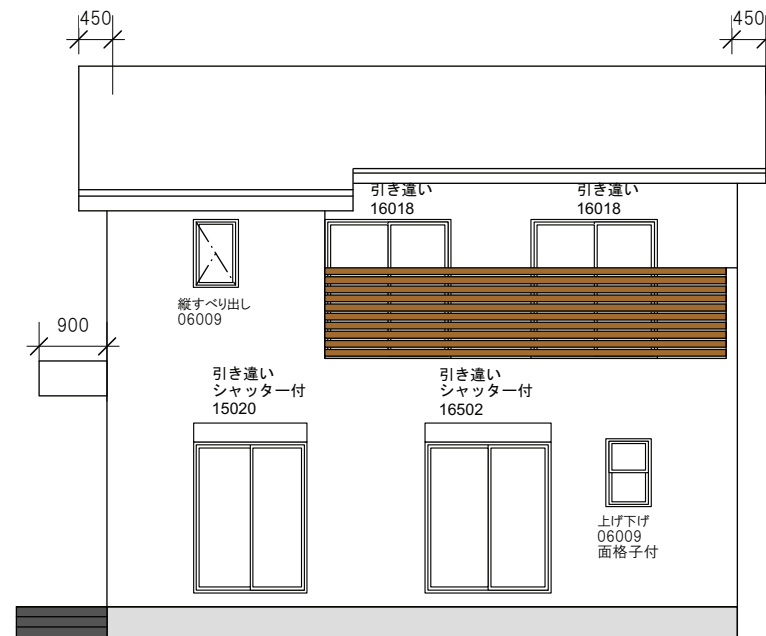 450
450
引き違い
16018
引き違い
16018
縦すべり出し
06009
900
引き違い
シャッター付
15020
引き違い
シャッター付
16502
上げ下げ
06009
面格子付